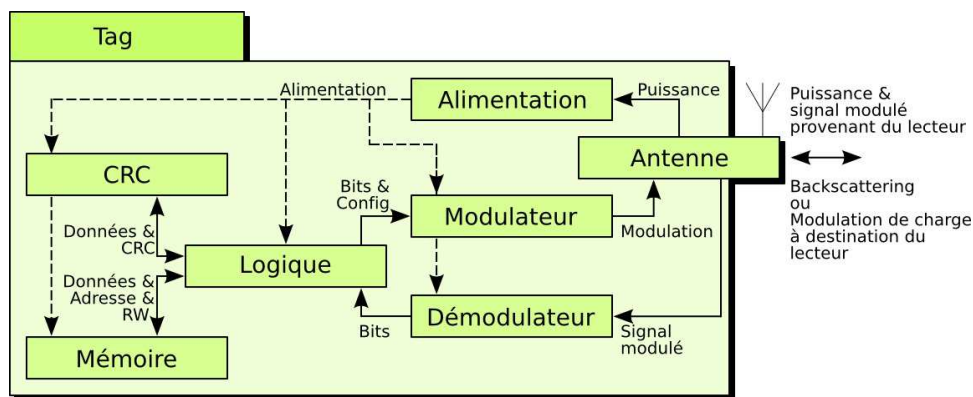 Tag
Alimentation
Alimentation
Puissance
Puissance &
signal modulé
provenant du lecteur
Antenne
CRC
Bits &
Config
Modulateur
Modulation
Backscattering
ou
Modulation de charge
à destination du
lecteur
Données &
CRC
Logique
Données &
Adresse &
RW
Bits
Démodulateur
Signal
modulé
Mémoire